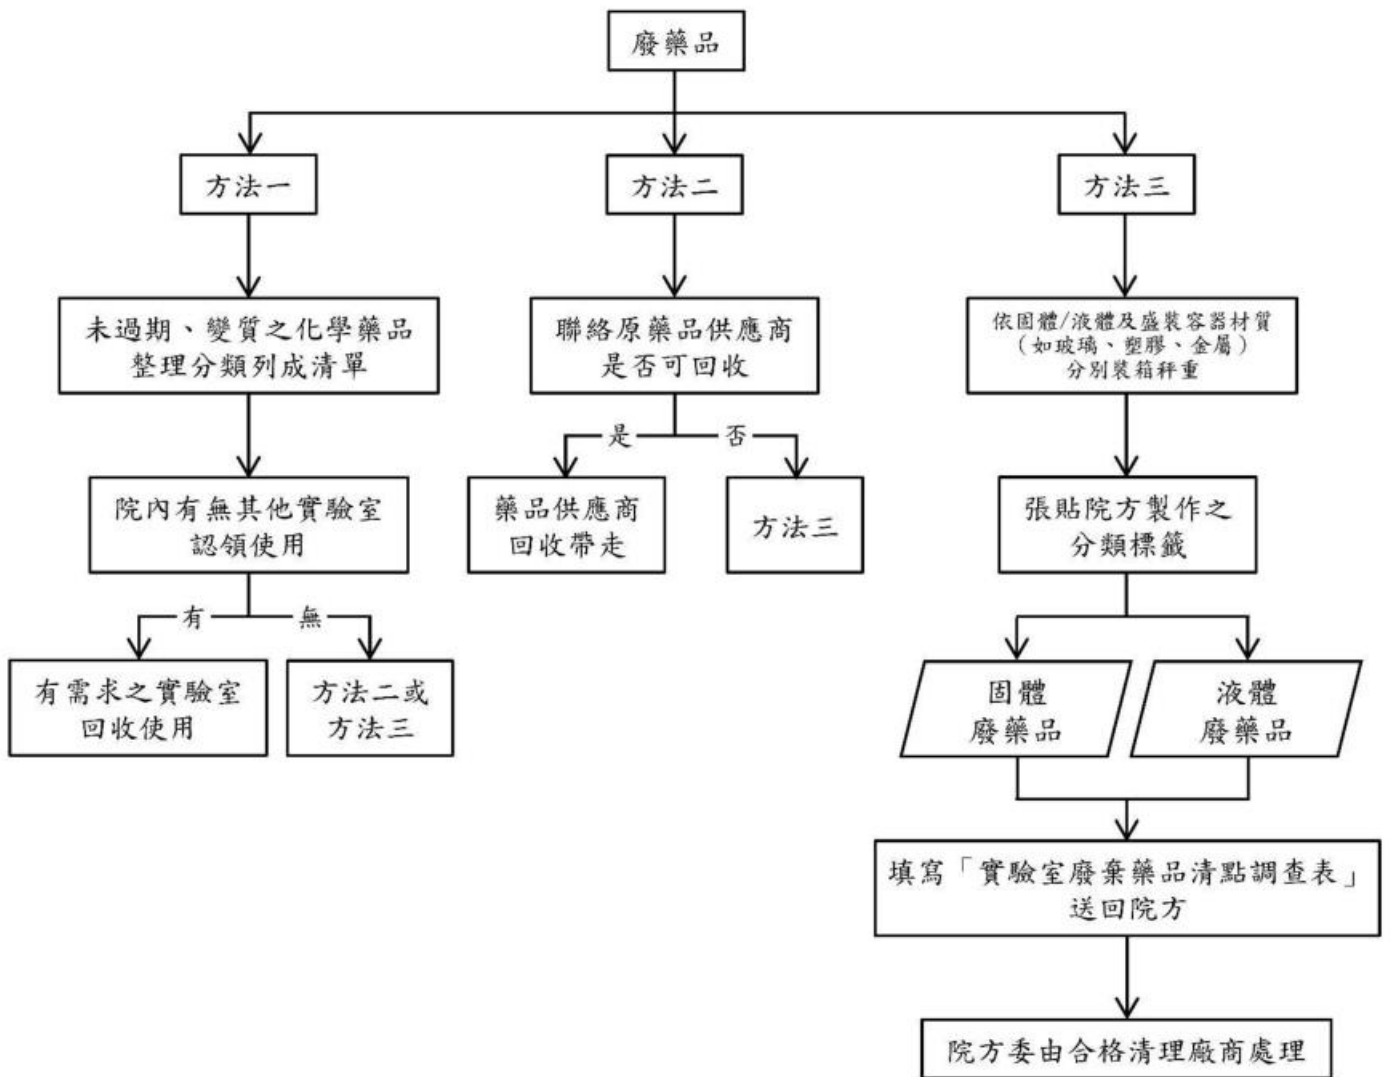 廢藥品
方法一
方法二
方法三
未過期、變質之化學藥品
整理分類列成清單
聯絡原藥品供應商
是否可回收
依固體/液體及盛裝容器材質
（如玻璃、塑膠、金屬）
分別裝箱秤重
是
否
院內有無其他實驗室
認領使用
藥品供應商
回收帶走
方法三
張貼院方製作之
分類標籤
有
無
有需求之實驗室
回收使用
方法二或
方法三
固體
廢藥品
液體
廢藥品
填寫「實驗室廢棄藥品清點調查表」
送回院方
院方委由合格清理廠商處理